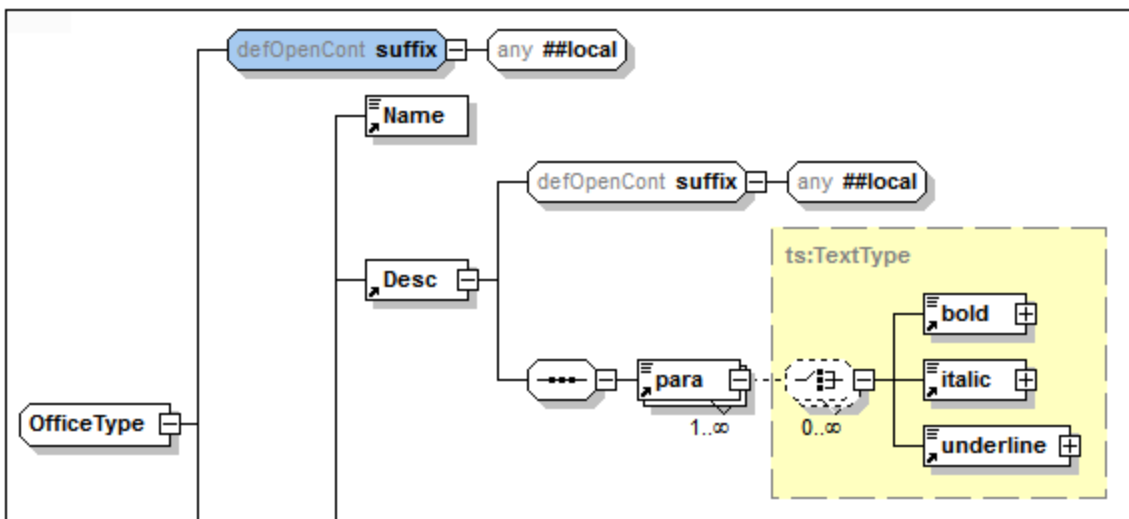 defOpenCont suffix
any ##local
Name
defOpenCont suffix
any ##local
ts:TextType
Desc
bold
para
italic
1..∞
0..∞
OfficeType
underline